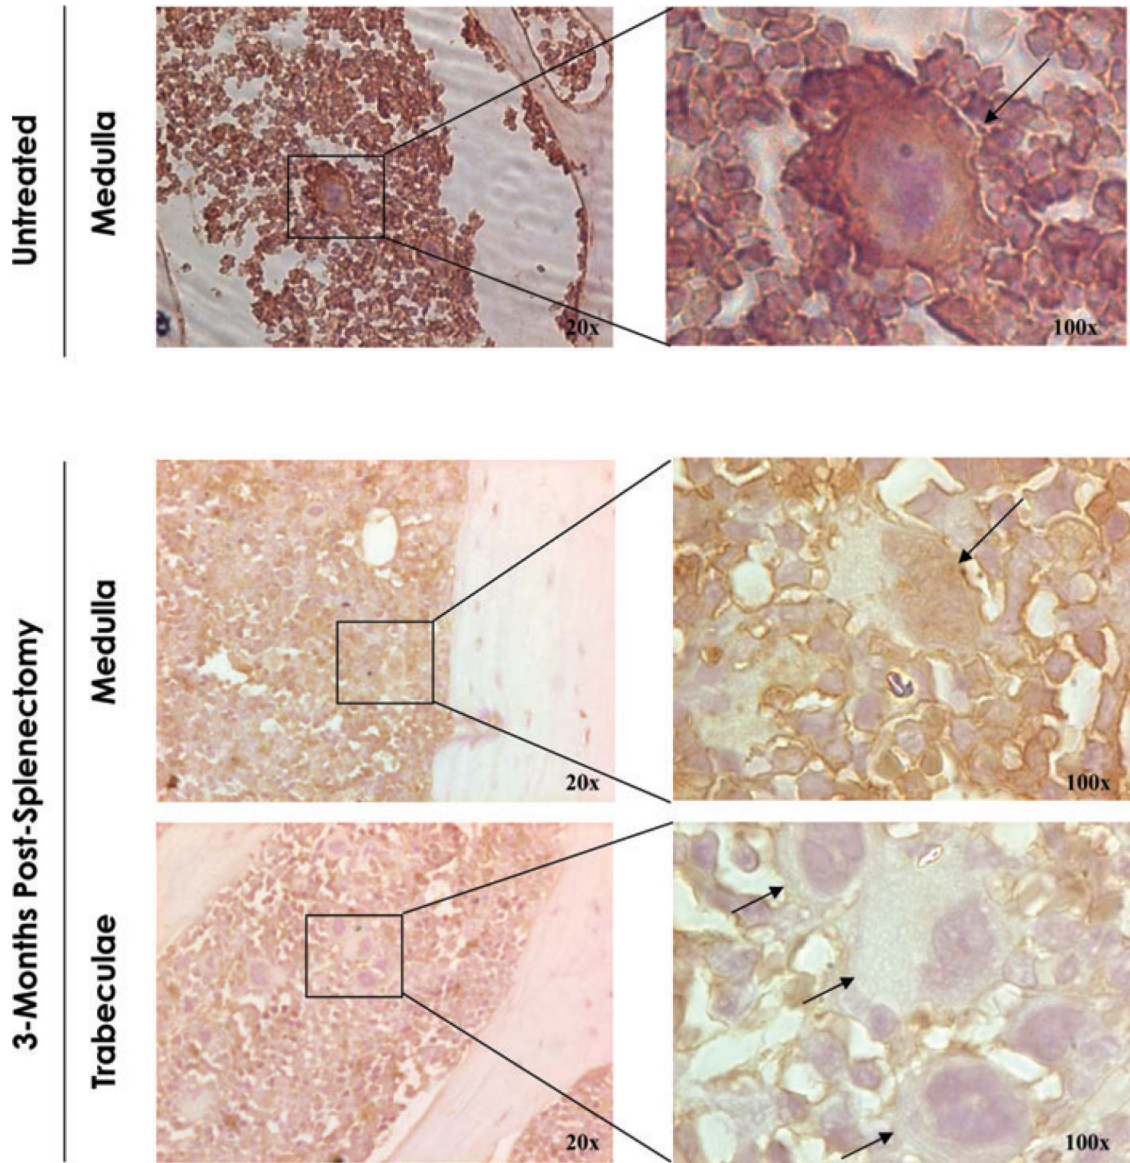 Untreated
Medulla
20x
100x
3-Months Post-Splenectomy
Medulla
20x
100x
Trabeculae
20x
100x